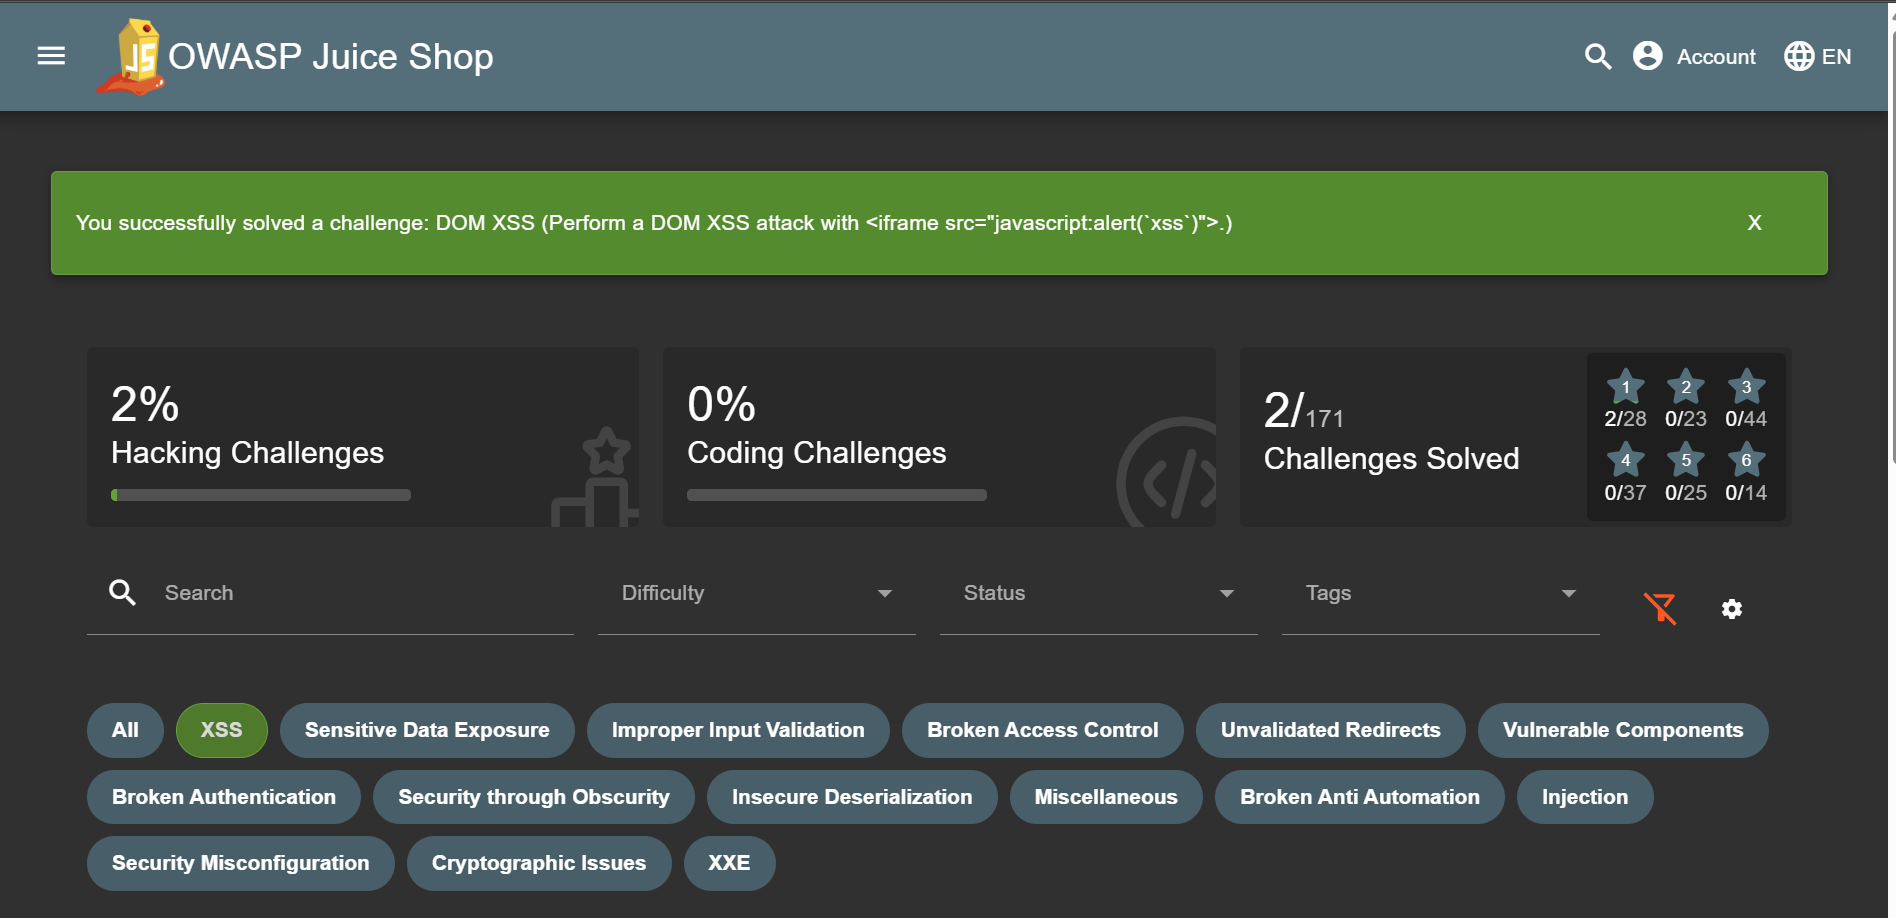 JS OWASP Juice Shop Account EN
You successfully solved a challenge: DOM XSS (Perform a DOM XSS attack with <iframe src="javascript:alert(`xss`)">.) X
2%
Hacking Challenges
0%
Coding Challenges
2/171
Challenges Solved
1 2 3
2/28 0/23 0/44
4 5 6
0/37 0/25 0/14
Search Difficulty Status Tags
All XSS Sensitive Data Exposure Improper Input Validation Broken Access Control Unvalidated Redirects Vulnerable Components
Broken Authentication Security through Obscurity Insecure Deserialization Miscellaneous Broken Anti Automation Injection
Security Misconfiguration Cryptographic Issues XXE